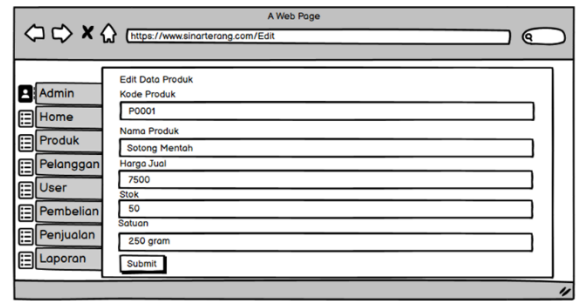 A Web Page
https://www.sinarterang.com/Edit
Admin
Home
Produk
Pelanggan
User
Pembelian
Penjualan
Laporan
Edit Data Produk
Kode Produk
P0001
Nama Produk
Sotong Mentah
Harga Jual
7500
Stok
50
Satuan
250 gram
Submit